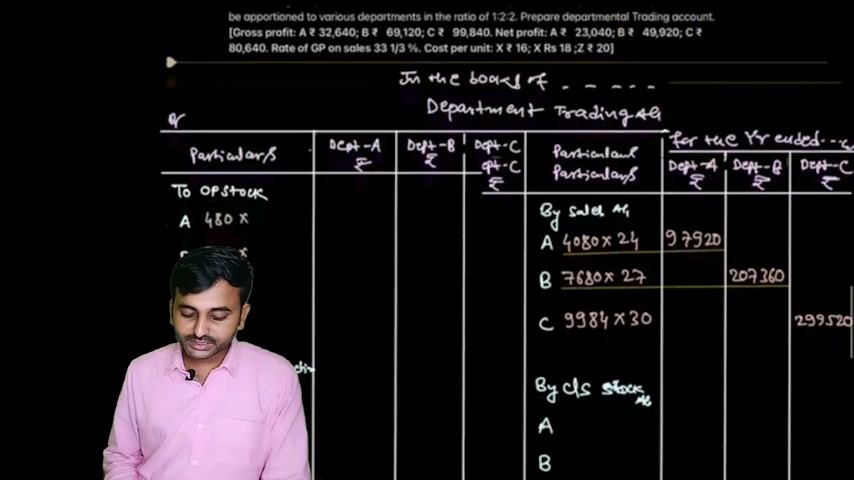 be apportioned to various departments in the ratio of 1:2:2. Prepare departmental Trading account.
[Gross profit: A ₹ 32,640; B ₹ 69,120; C ₹ 99,840. Net profit: A ₹ 23,040; B ₹ 49,920; C ₹
80,640. Rate of GP on sales 33 1/3 %. Cost per unit: X ₹ 16; X Rs 18 ;Z ₹ 20]
In the books of - - - - - -
Department Trading A/c
Dr
for the Yr ended...
Particulars Dept-A ₹ Dept-B ₹ Dept-C
Dept-C ₹
Particulars
Particulars Dept-A ₹ Dept-B ₹ Dept-C ₹
To OP Stock
A 480 x
x
By Sales A/c
A 4080 x 24 97920
B 7680 x 27 207360
C 9984 x 30 299520
By Cls Stock
A
B